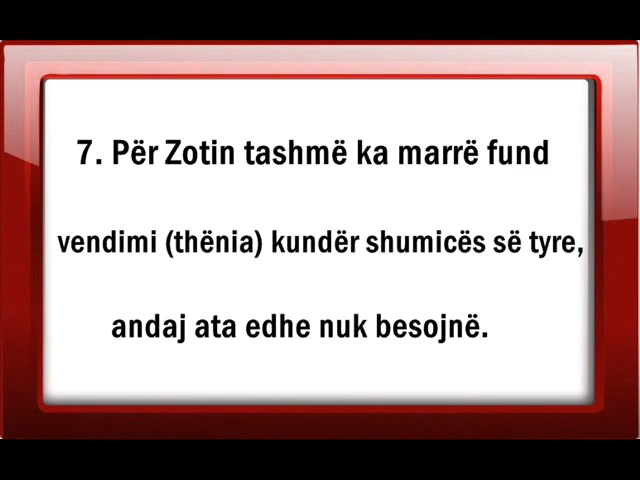 7. Për Zotin tashmë ka marrë fund
vendimi (thënia) kundër shumicës së tyre,
andaj ata edhe nuk besojnë.